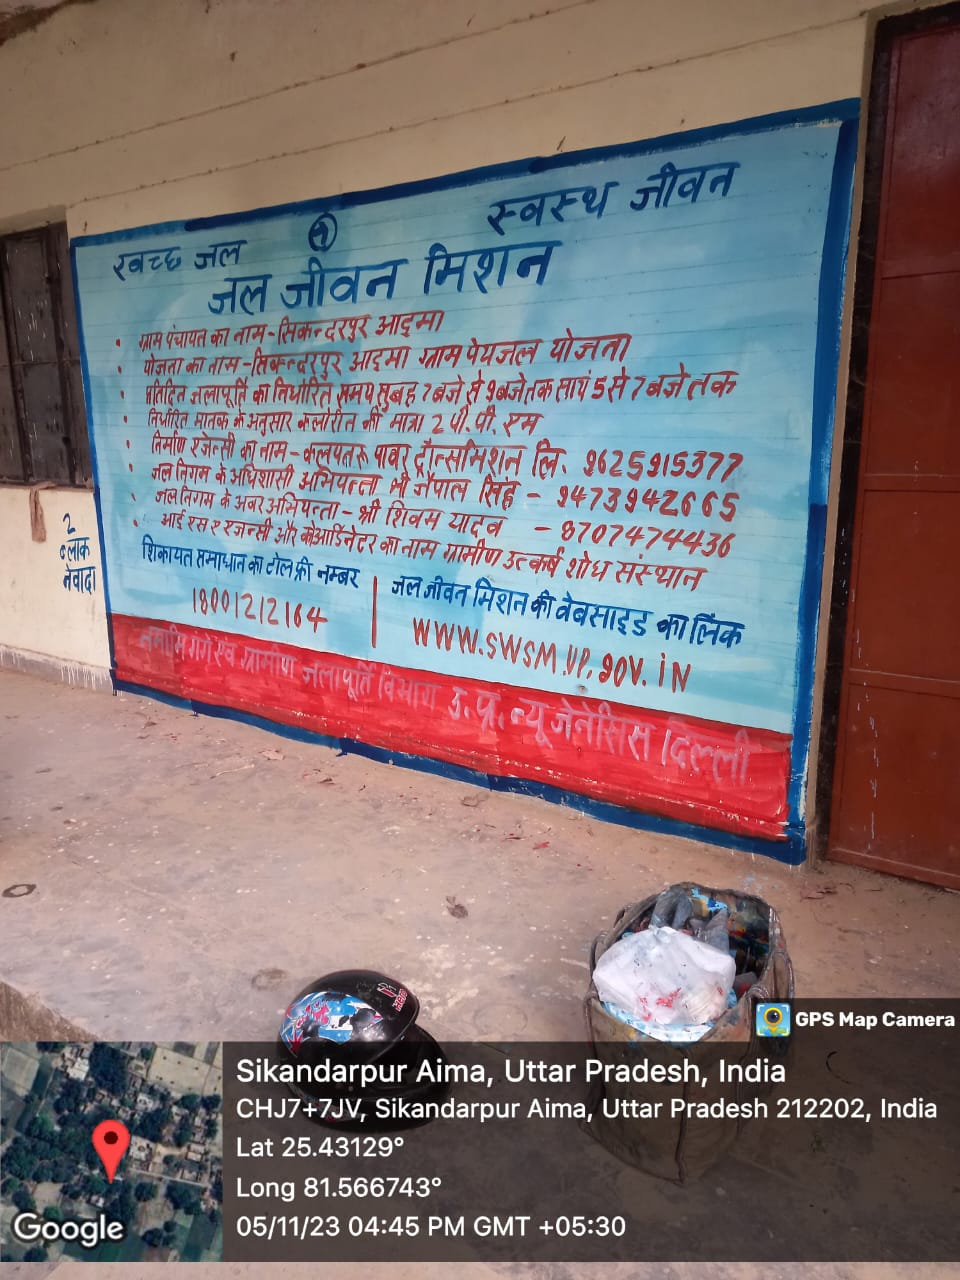 स्वच्छ जल
स्वस्थ जीवन
जल जीवन मिशन
• ग्राम पंचायत का नाम - सिकन्दरपुर आइमा
• योजना का नाम - सिकन्दरपुर आइमा ग्राम पेयजल योजना
• प्रतिदिन जलापूर्ति का निर्धारित समय सुबह 7 बजे से 9 बजे तक सायं 5 से 7 बजे तक
• निर्धारित मानक के अनुसार कलोरीन की मात्रा 2 पी.पी. एम
• निर्माण एजेन्सी का नाम - कलपतरू पावर ट्रान्समिशन लि. 9625915377
• जल निगम के अधिशासी अभियन्ता श्री जैपाल सिंह - 9473942665
• जल निगम के अवर अभियन्ता - श्री शिवम यादव - 8707474436
• आई एस ए एजेन्सी और कोआर्डिनेटर का नाम ग्रामीण उत्कर्ष शोध संस्थान
शिकायत समाधान का टोल फ्री नम्बर
18001212164
जल जीवन मिशन की वेबसाइड का लिंक
WWW.SWSM.UP.GOV.iN
नमामि गंगे एवं ग्रामीण जलापूर्ति विभाग उ.प्र. न्यू जेनेसिस दिल्ली
2
ब्लाक
नेवादा
GPS Map Camera
Sikandarpur Aima, Uttar Pradesh, India
CHJ7+7JV, Sikandarpur Aima, Uttar Pradesh 212202, India
Lat 25.43129°
Long 81.566743°
05/11/23 04:45 PM GMT +05:30
Google